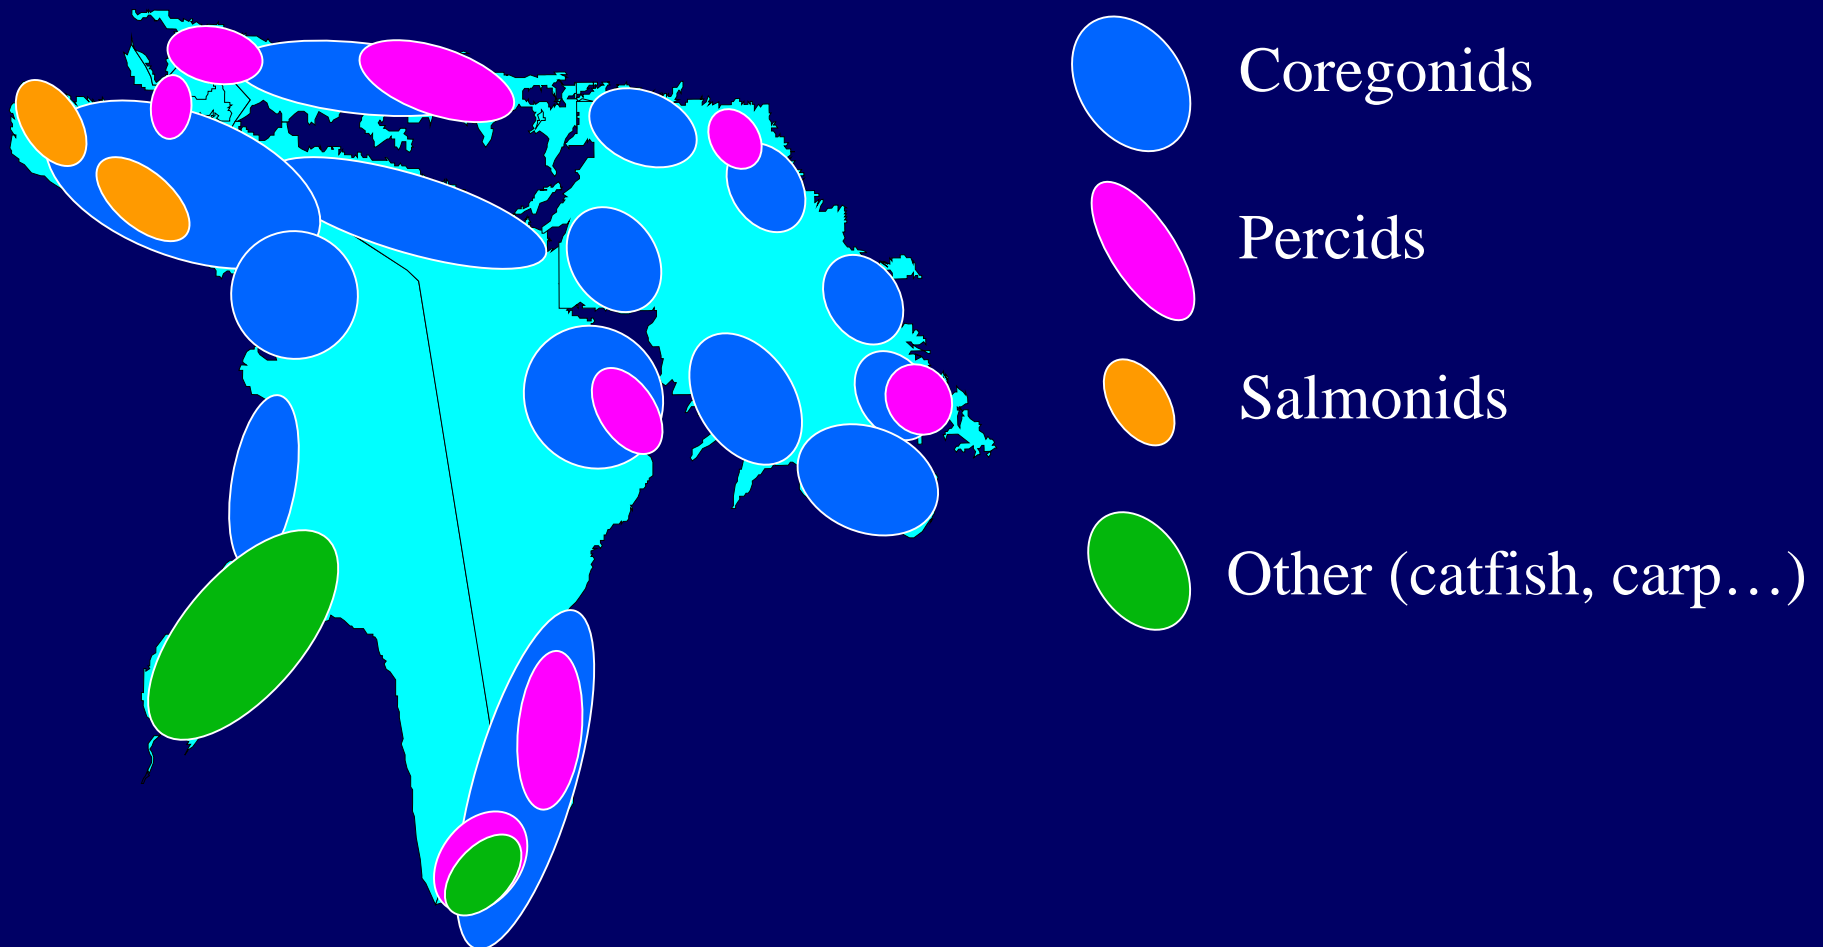 Coregonids
Percids
Salmonids
Other (catfish, carp…)